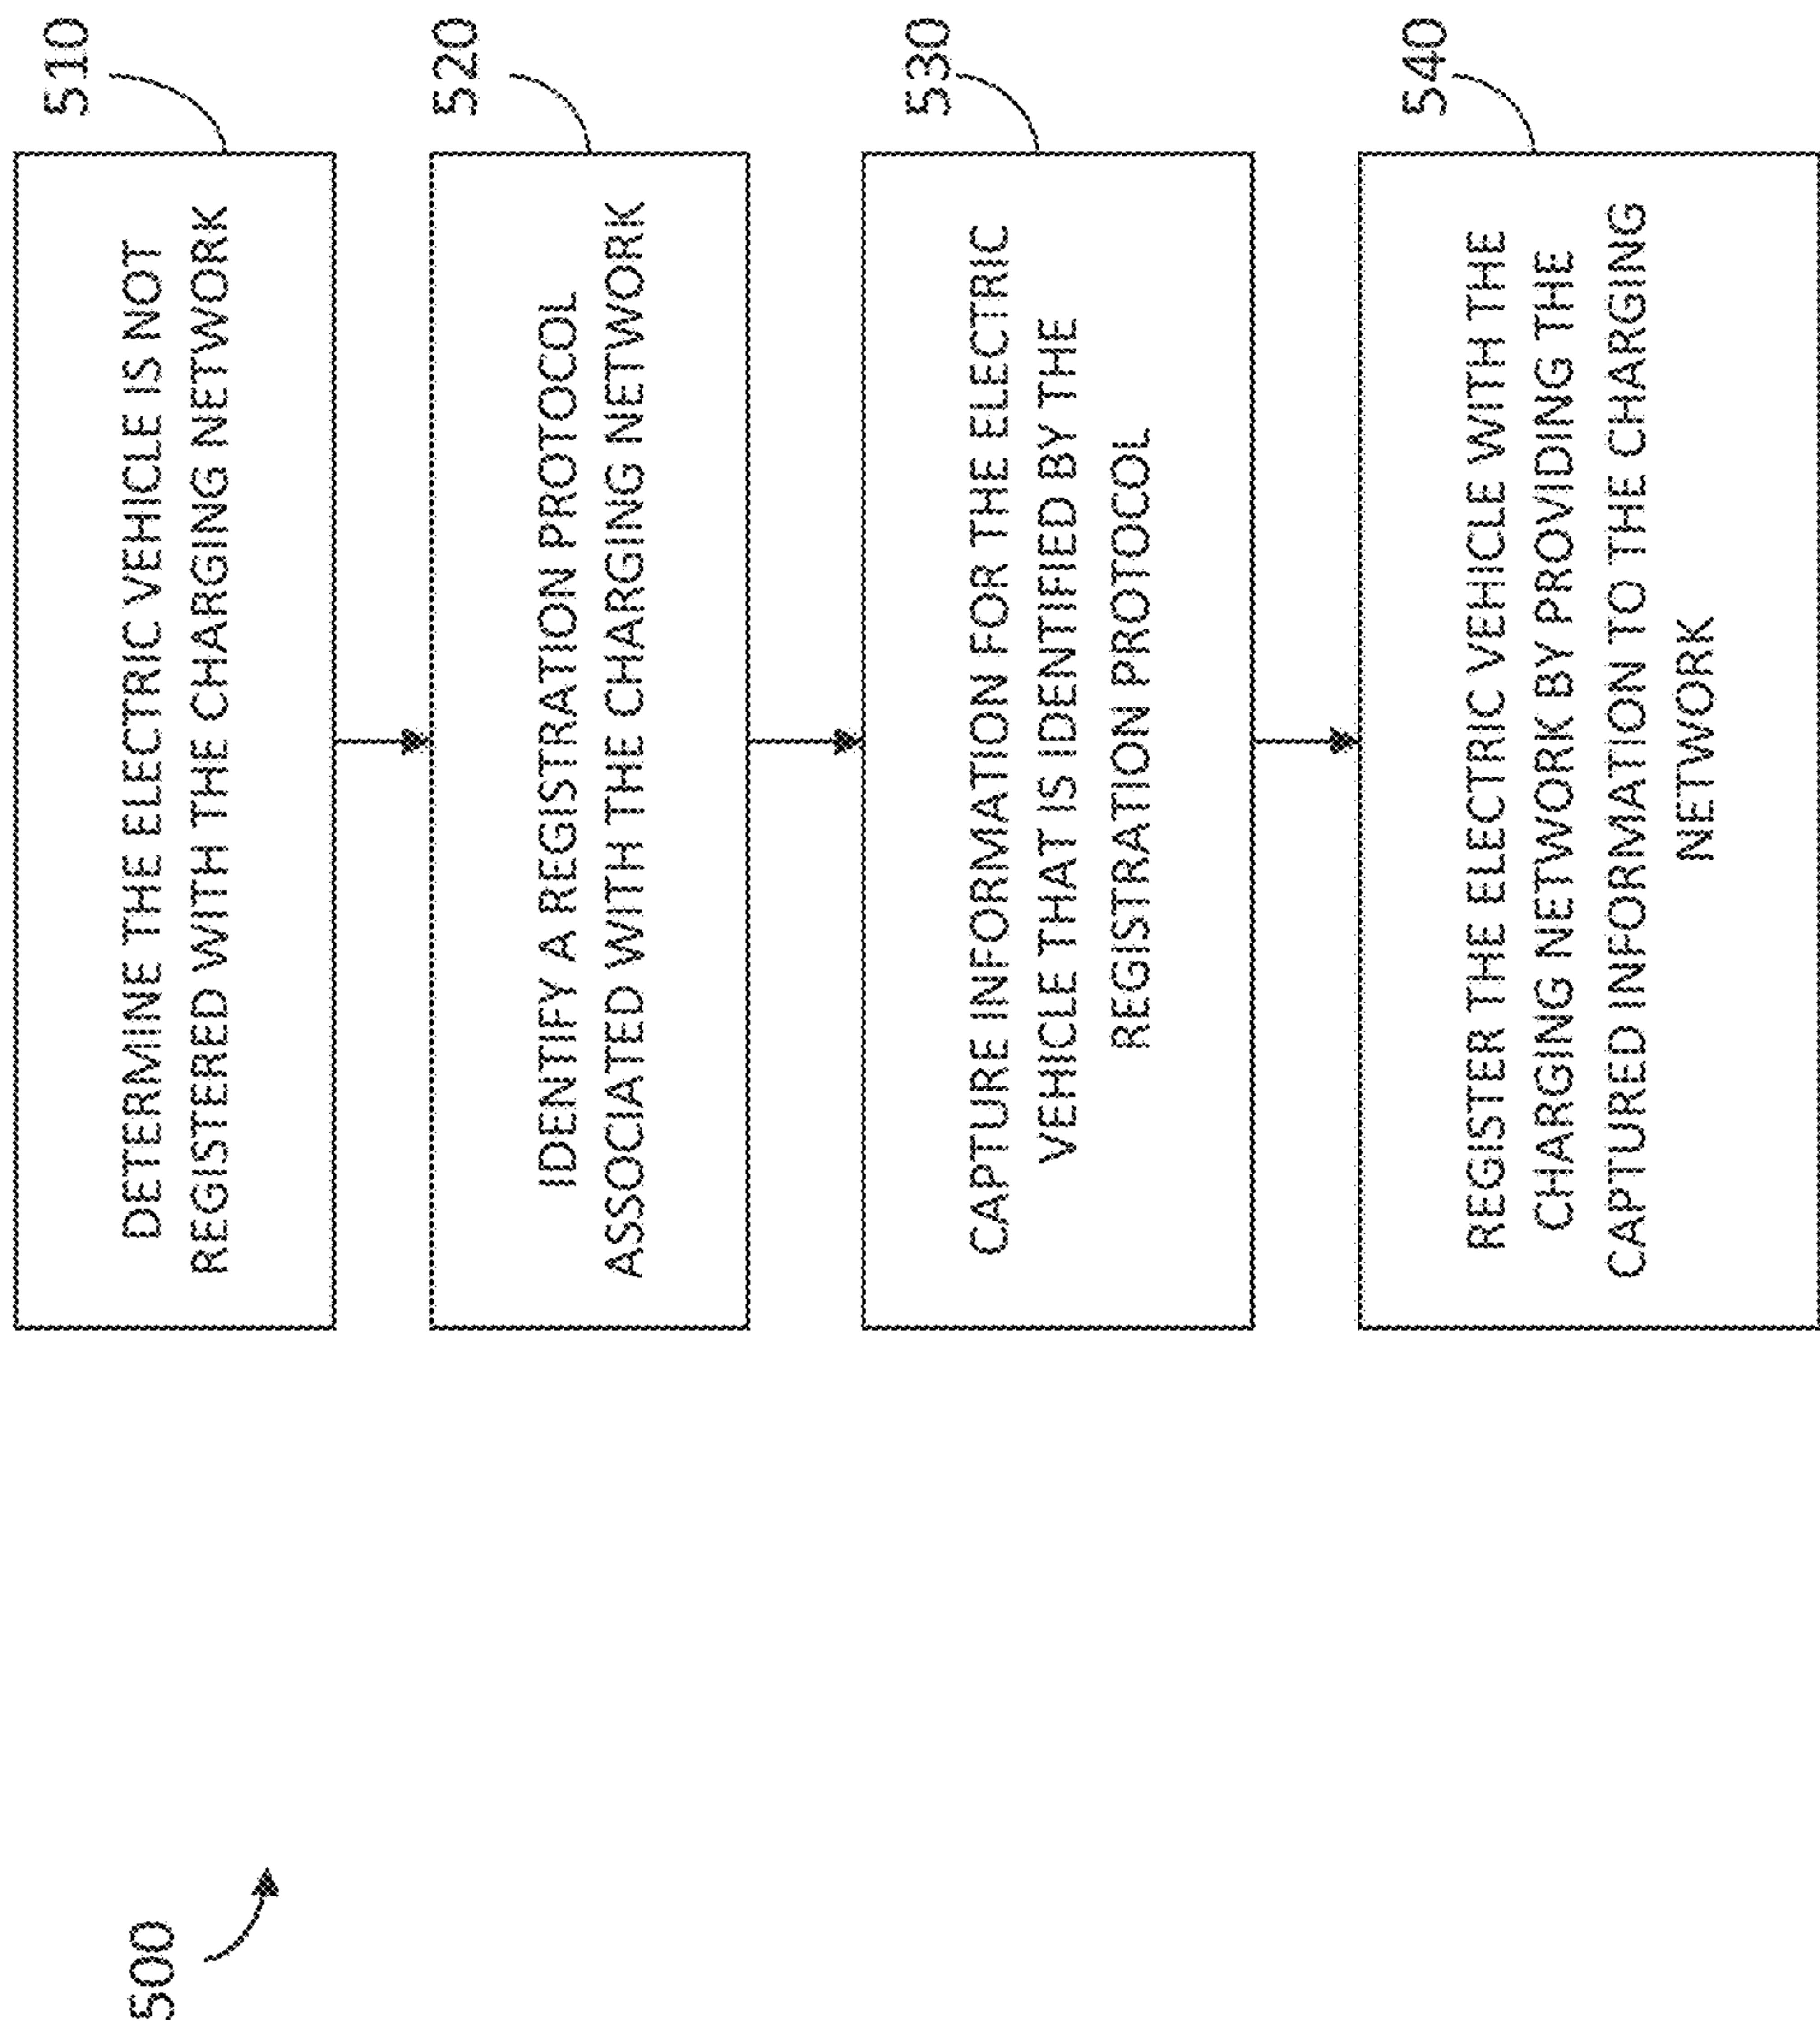 500
510
DETERMINE THE ELECTRIC VEHICLE IS NOT
REGISTERED WITH THE CHARGING NETWORK
520
IDENTIFY A REGISTRATION PROTOCOL
ASSOCIATED WITH THE CHARGING NETWORK
530
CAPTURE INFORMATION FOR THE ELECTRIC
VEHICLE THAT IS IDENTIFIED BY THE
REGISTRATION PROTOCOL
540
REGISTER THE ELECTRIC VEHICLE WITH THE
CHARGING NETWORK BY PROVIDING THE
CAPTURED INFORMATION TO THE CHARGING
NETWORK